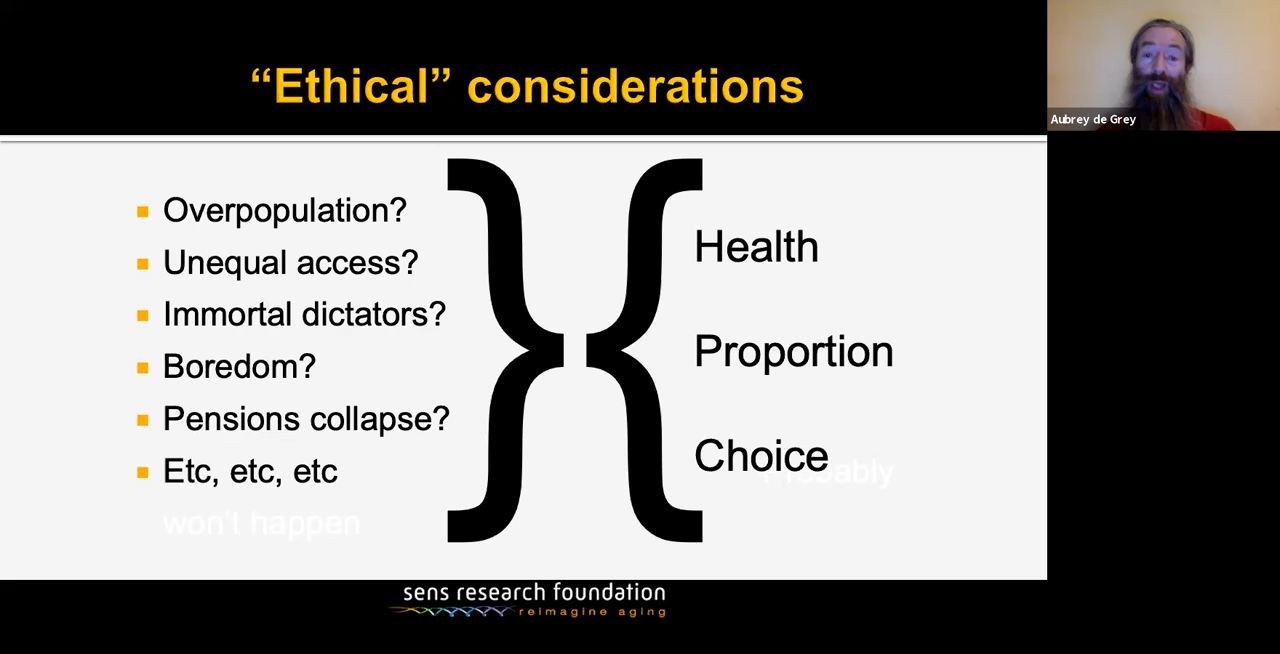 “Ethical” considerations
Aubrey de Grey
Overpopulation?
Unequal access?
Immortal dictators?
Boredom?
Pensions collapse?
Etc, etc, etc
won't happen
Health
Proportion
Choice
Probably
sens research foundation
reimagine aging